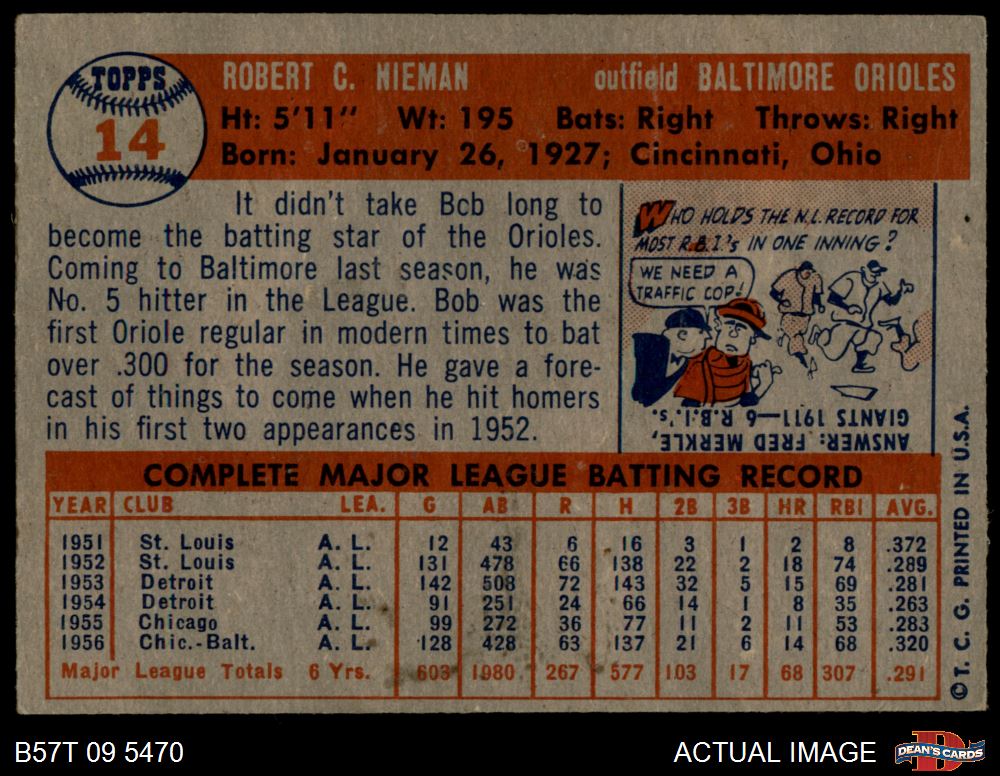 TOPPS
14
ROBERT C. NIEMAN outfield BALTIMORE ORIOLES
Ht: 5'11" Wt: 195 Bats: Right Throws: Right
Born: January 26, 1927; Cincinnati, Ohio
It didn't take Bob long to
become the batting star of the Orioles.
Coming to Baltimore last season, he was
No. 5 hitter in the League. Bob was the
first Oriole regular in modern times to bat
over .300 for the season. He gave a fore-
cast of things to come when he hit homers
in his first two appearances in 1952.
WHO HOLDS THE N.L. RECORD FOR
MOST R.B.I.'s IN ONE INNING?
WE NEED A
TRAFFIC COP!
ANSWER: FRED MERKLE,
GIANTS 1911—6 R.B.I.'s.
COMPLETE MAJOR LEAGUE BATTING RECORD
YEAR CLUB LEA. G AB R H 2B 3B HR RBI AVG.
1951 St. Louis A. L. 12 43 6 16 3 1 2 8 .372
1952 St. Louis A. L. 131 478 66 138 22 2 18 74 .289
1953 Detroit A. L. 142 508 72 143 32 5 15 69 .281
1954 Detroit A. L. 91 251 24 66 14 1 8 35 .263
1955 Chicago A. L. 99 272 36 77 11 2 11 53 .283
1956 Chic.-Balt. A. L. 128 428 63 137 21 6 14 68 .320
Major League Totals 6 Yrs. 603 1980 267 577 103 17 68 307 .291
© T. C. G. PRINTED IN U.S.A.
B57T 09 5470
ACTUAL IMAGE
DEAN'S CARDS